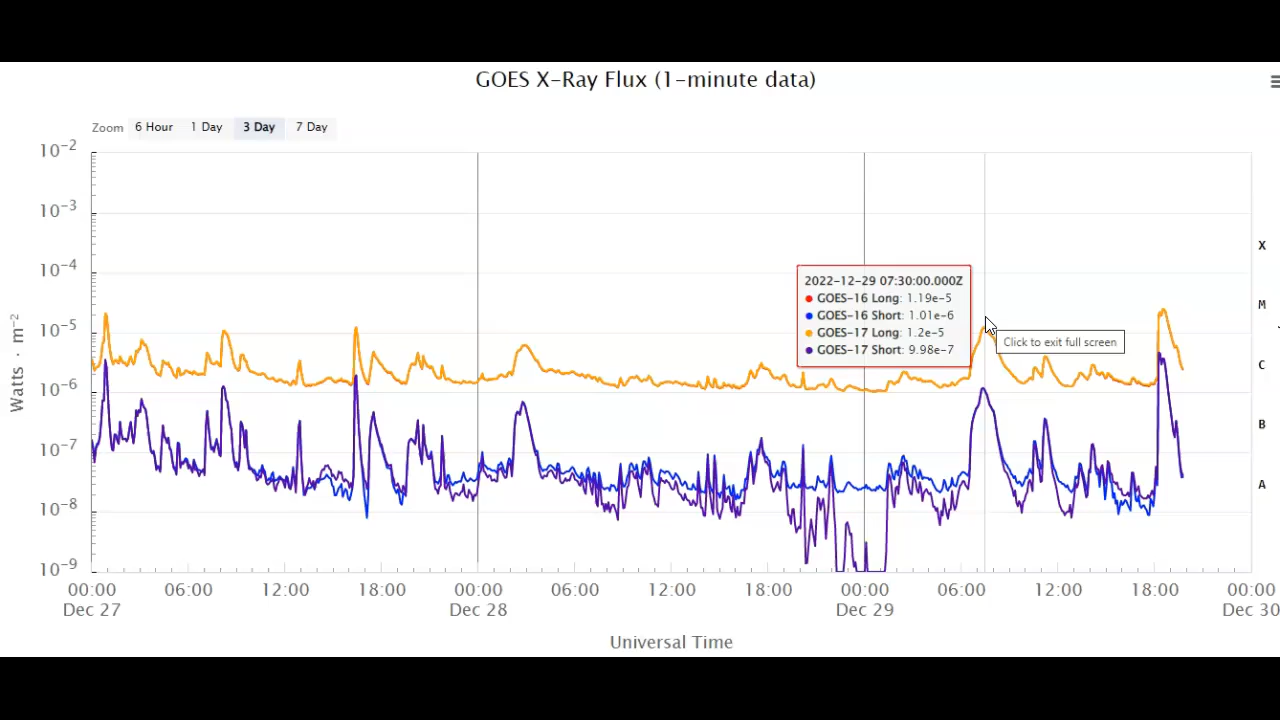 GOES X-Ray Flux (1-minute data)
Zoom 6 Hour 1 Day 3 Day 7 Day
10⁻²
10⁻³
10⁻⁴
10⁻⁵
10⁻⁶
10⁻⁷
10⁻⁸
10⁻⁹
Watts · m⁻²
X
M
C
B
A
2022-12-29 07:30:00.000Z
GOES-16 Long: 1.19e-5
GOES-16 Short: 1.01e-6
GOES-17 Long: 1.2e-5
GOES-17 Short: 9.98e-7
Click to exit full screen
00:00 06:00 12:00 18:00 00:00 06:00 12:00 18:00 00:00 06:00 12:00 18:00 00:00
Dec 27 Dec 28 Dec 29 Dec 30
Universal Time